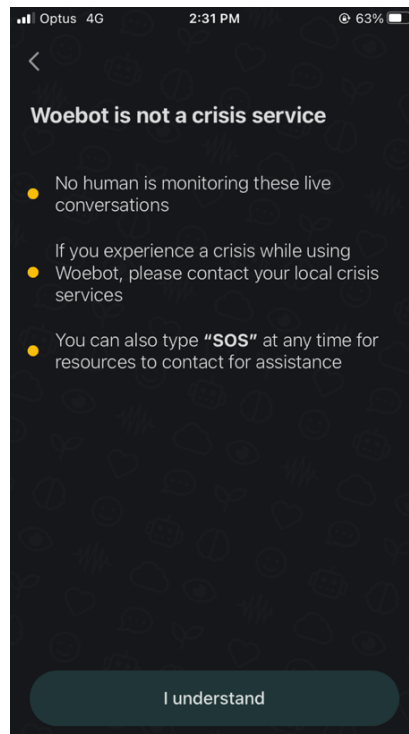 Optus 4G 2:31 PM 63%
Woebot is not a crisis service
No human is monitoring these live
conversations
If you experience a crisis while using
Woebot, please contact your local crisis
services
You can also type “SOS” at any time for
resources to contact for assistance
I understand